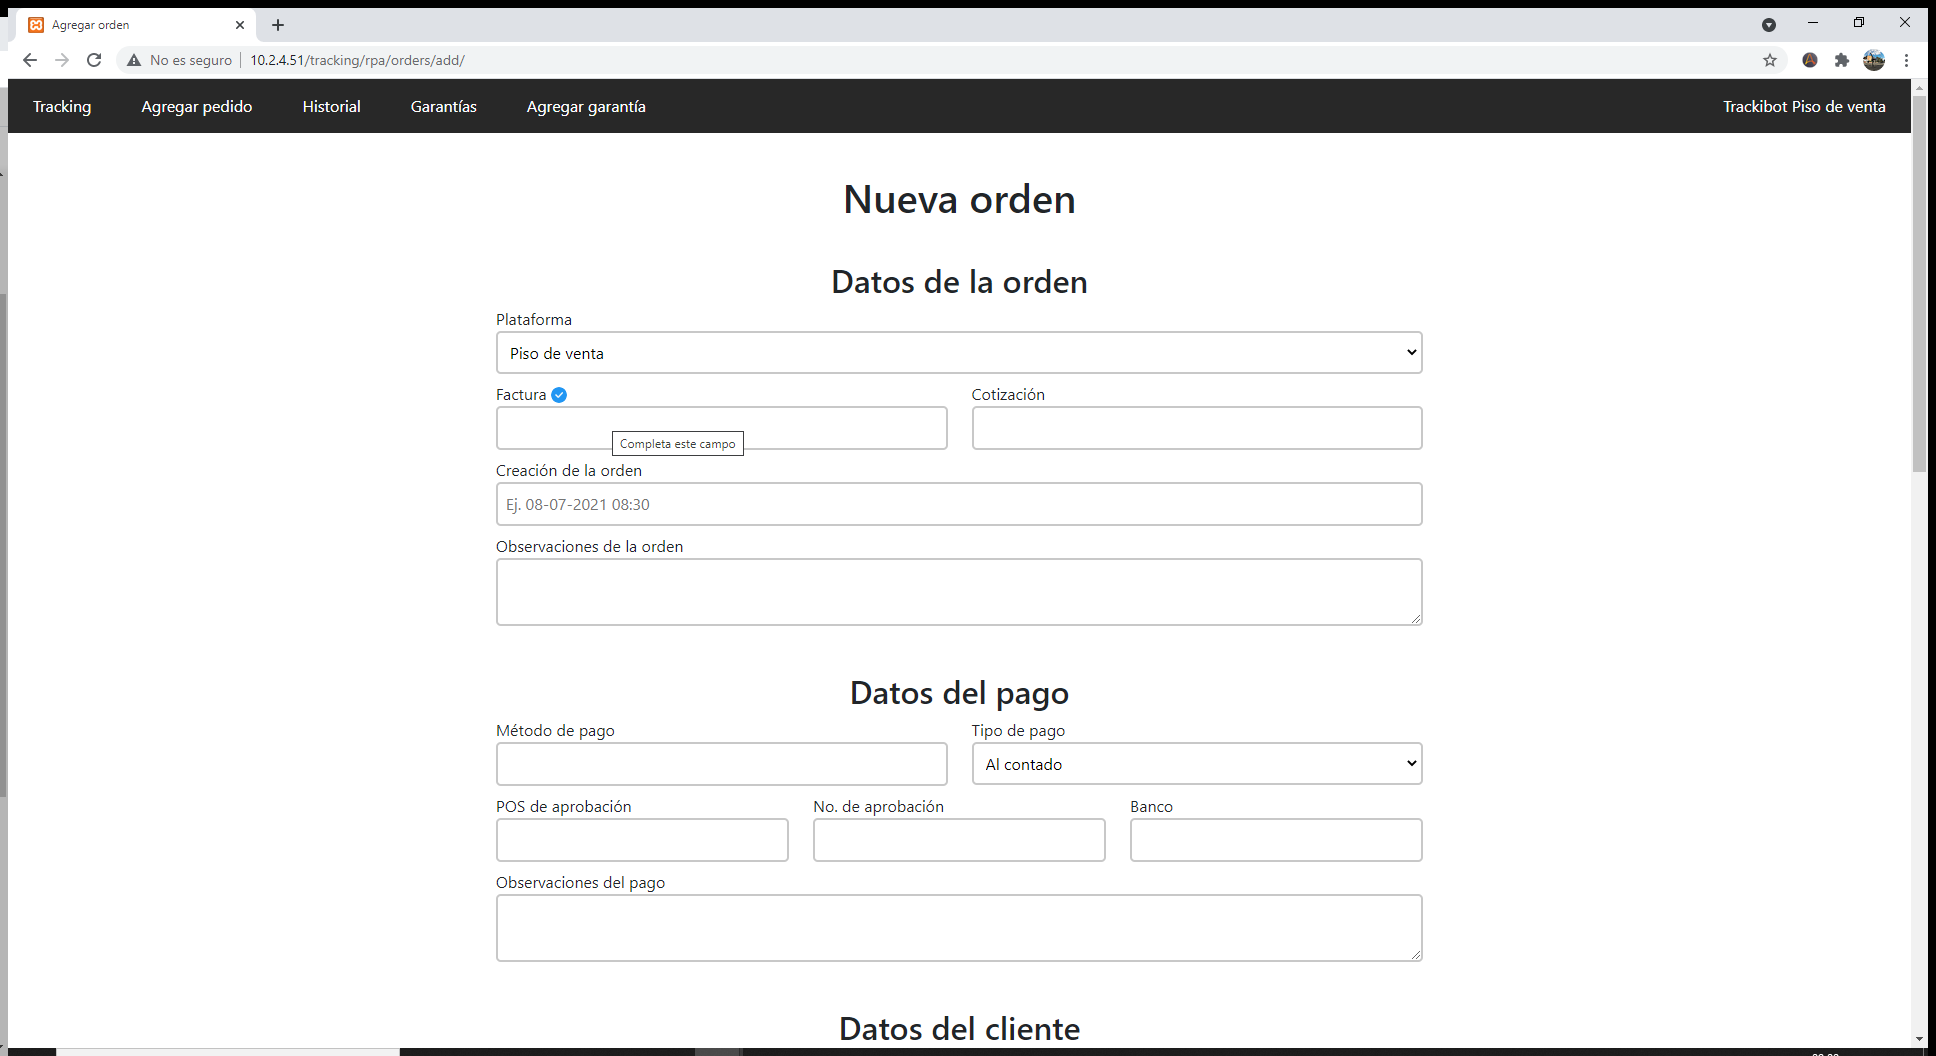 Agregar orden
No es seguro 10.2.4.51/tracking/rpa/orders/add/
Tracking Agregar pedido Historial Garantías Agregar garantía Trackibot Piso de venta
Nueva orden
Datos de la orden
Plataforma
Piso de venta
Factura Cotización
Completa este campo
Creación de la orden
Ej. 08-07-2021 08:30
Observaciones de la orden
Datos del pago
Método de pago Tipo de pago
Al contado
POS de aprobación No. de aprobación Banco
Observaciones del pago
Datos del cliente